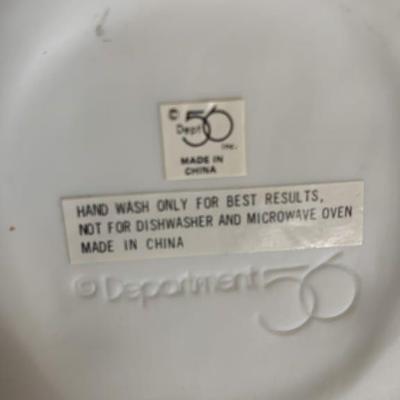 © Dept 56 inc.
MADE IN
CHINA
HAND WASH ONLY FOR BEST RESULTS,
NOT FOR DISHWASHER AND MICROWAVE OVEN
MADE IN CHINA
© Department 56